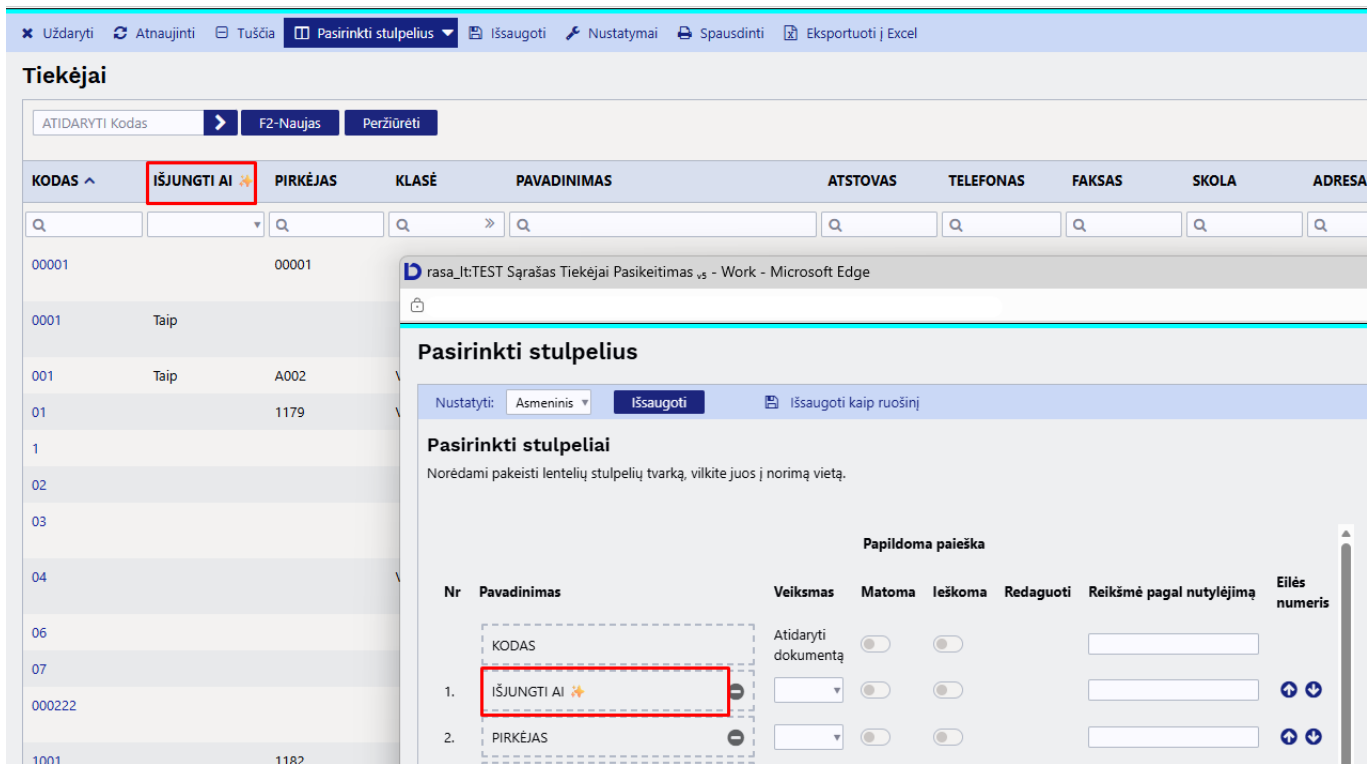 Uždaryti Atnaujinti Tuščia Pasirinkti stulpelius Išsaugoti Nustatymai Spausdinti Eksportuoti į Excel
Tiekėjai
ATIDARYTI Kodas F2-Naujas Peržiūrėti
KODAS IŠJUNGTI AI ✨ PIRKĖJAS KLASĖ PAVADINIMAS ATSTOVAS TELEFONAS FAKSAS SKOLA ADRESA
00001 00001
0001 Taip
001 Taip A002
01 1179
1
02
03
04
06
07
000222
1001 1182
rasa_lt:TEST Sąrašas Tiekėjai Pasikeitimas v5 - Work - Microsoft Edge
Pasirinkti stulpelius
Nustatyti: Asmeninis Išsaugoti Išsaugoti kaip ruošinį
Pasirinkti stulpeliai
Norėdami pakeisti lentelių stulpelių tvarką, vilkite juos į norimą vietą.
Papildoma paieška
Nr Pavadinimas Veiksmas Matoma Ieškoma Redaguoti Reikšmė pagal nutylėjimą Eilės numeris
KODAS Atidaryti dokumentą
1. IŠJUNGTI AI ✨
2. PIRKĖJAS